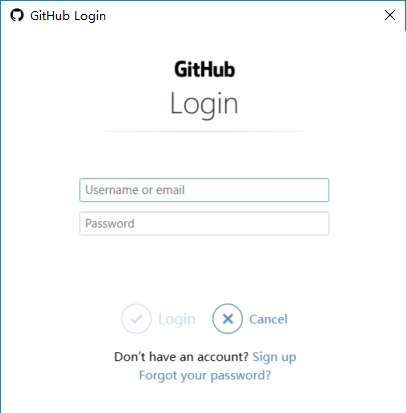 GitHub Login
GitHub
Login
Username or email
Password
Login Cancel
Don't have an account? Sign up
Forgot your password?